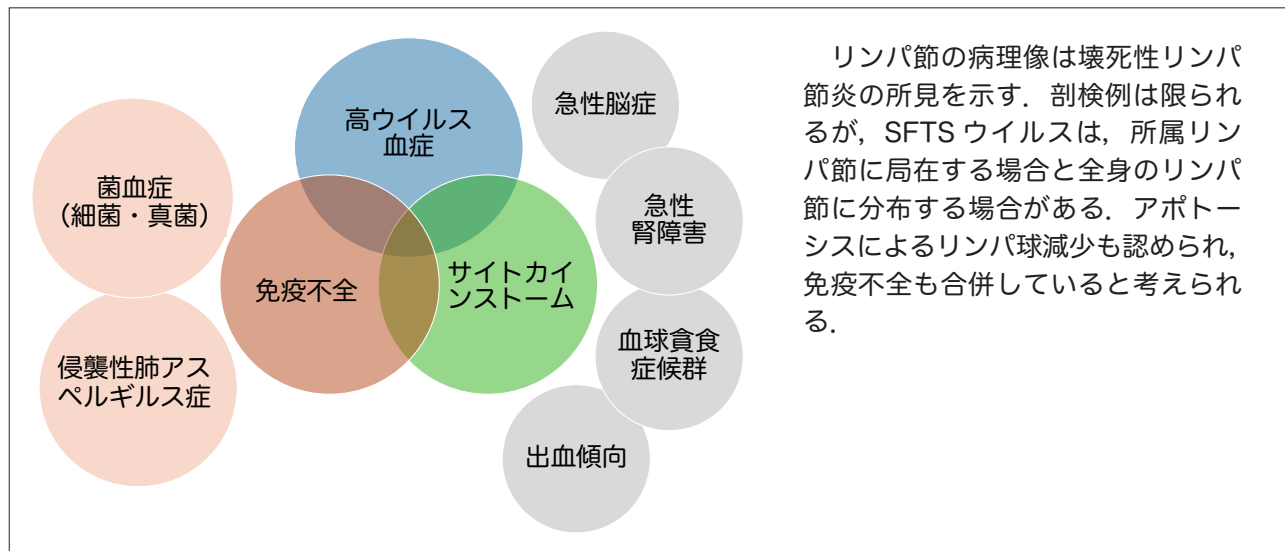 高ウイルス
血症
急性脳症
菌血症
（細菌・真菌）
急性
腎障害
免疫不全
サイトカイ
ンストーム
侵襲性肺アス
ペルギルス症
血球貪食
症候群
出血傾向
リンパ節の病理像は壊死性リンパ
節炎の所見を示す．剖検例は限られ
るが，SFTS ウイルスは，所属リン
パ節に局在する場合と全身のリンパ
節に分布する場合がある．アポトー
シスによるリンパ球減少も認められ，
免疫不全も合併していると考えられ
る．